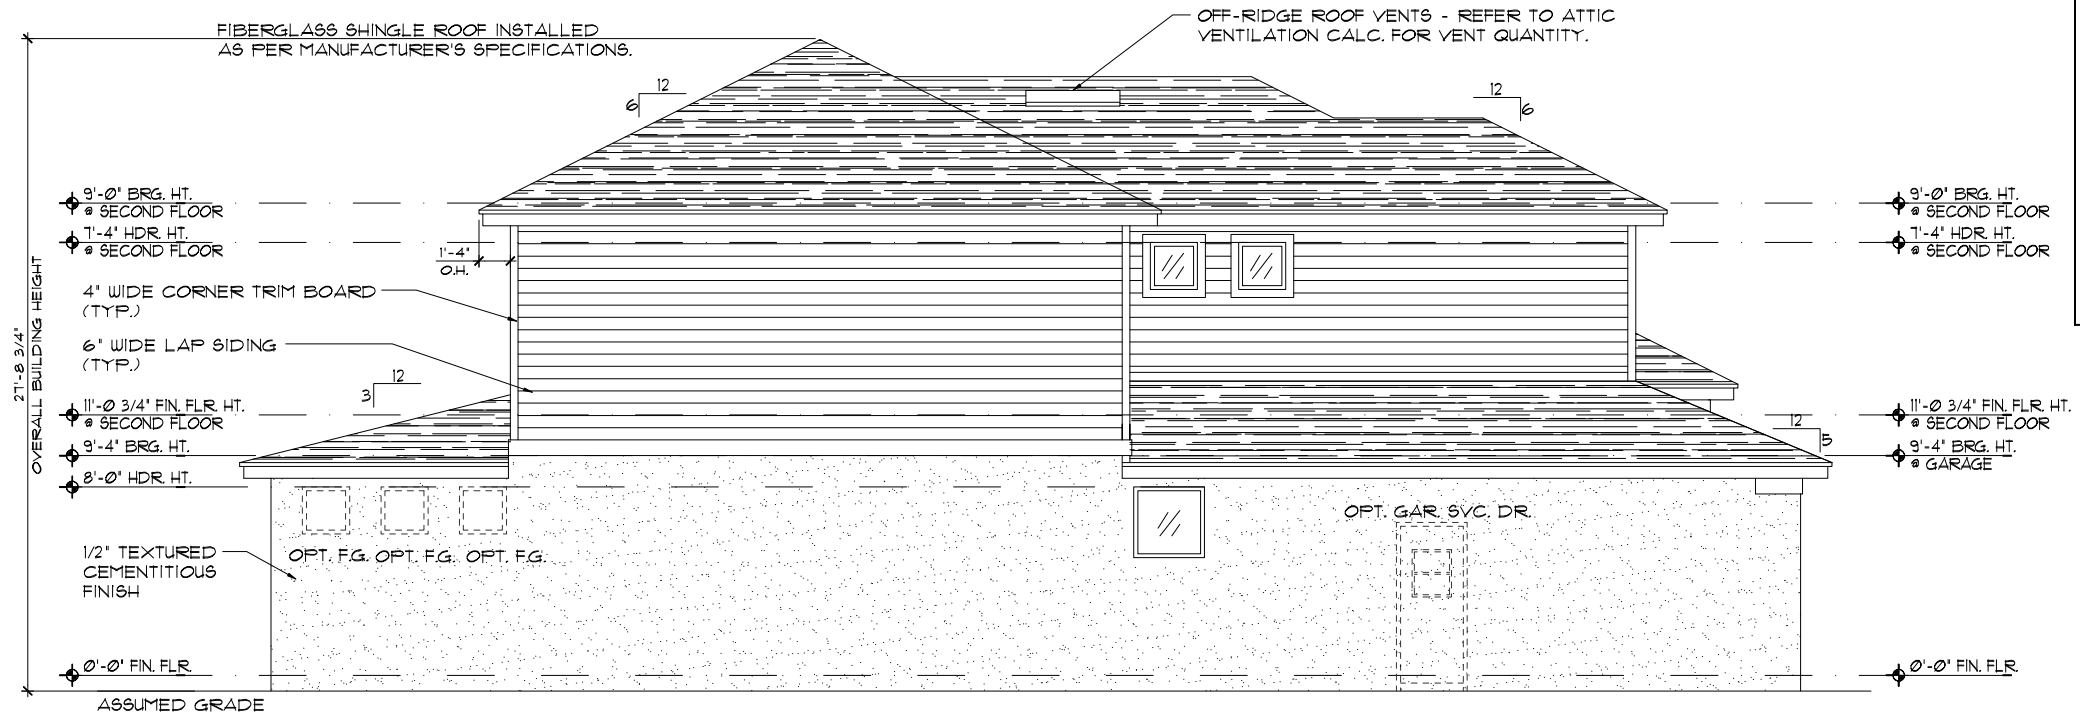 FIBERGLASS SHINGLE ROOF INSTALLED
AS PER MANUFACTURER'S SPECIFICATIONS.
OFF-RIDGE ROOF VENTS - REFER TO ATTIC
VENTILATION CALC. FOR VENT QUANTITY.
12
6
12
6
9'-0" BRG. HT.
@ SECOND FLOOR
7'-4" HDR. HT.
@ SECOND FLOOR
1'-4"
O.H.
4" WIDE CORNER TRIM BOARD
(TYP.)
6" WIDE LAP SIDING
(TYP.)
12
3
11'-0 3/4" FIN. FLR. HT.
@ SECOND FLOOR
9'-4" BRG. HT.
8'-0" HDR. HT.
1/2" TEXTURED
CEMENTITIOUS
FINISH
0'-0" FIN. FLR.
ASSUMED GRADE
27'-8 3/4"
OVERALL BUILDING HEIGHT
OPT. F.G. OPT. F.G. OPT. F.G.
OPT. GAR. SVC. DR.
9'-0" BRG. HT.
@ SECOND FLOOR
7'-4" HDR. HT.
@ SECOND FLOOR
11'-0 3/4" FIN. FLR. HT.
@ SECOND FLOOR
12
5
9'-4" BRG. HT.
@ GARAGE
0'-0" FIN. FLR.